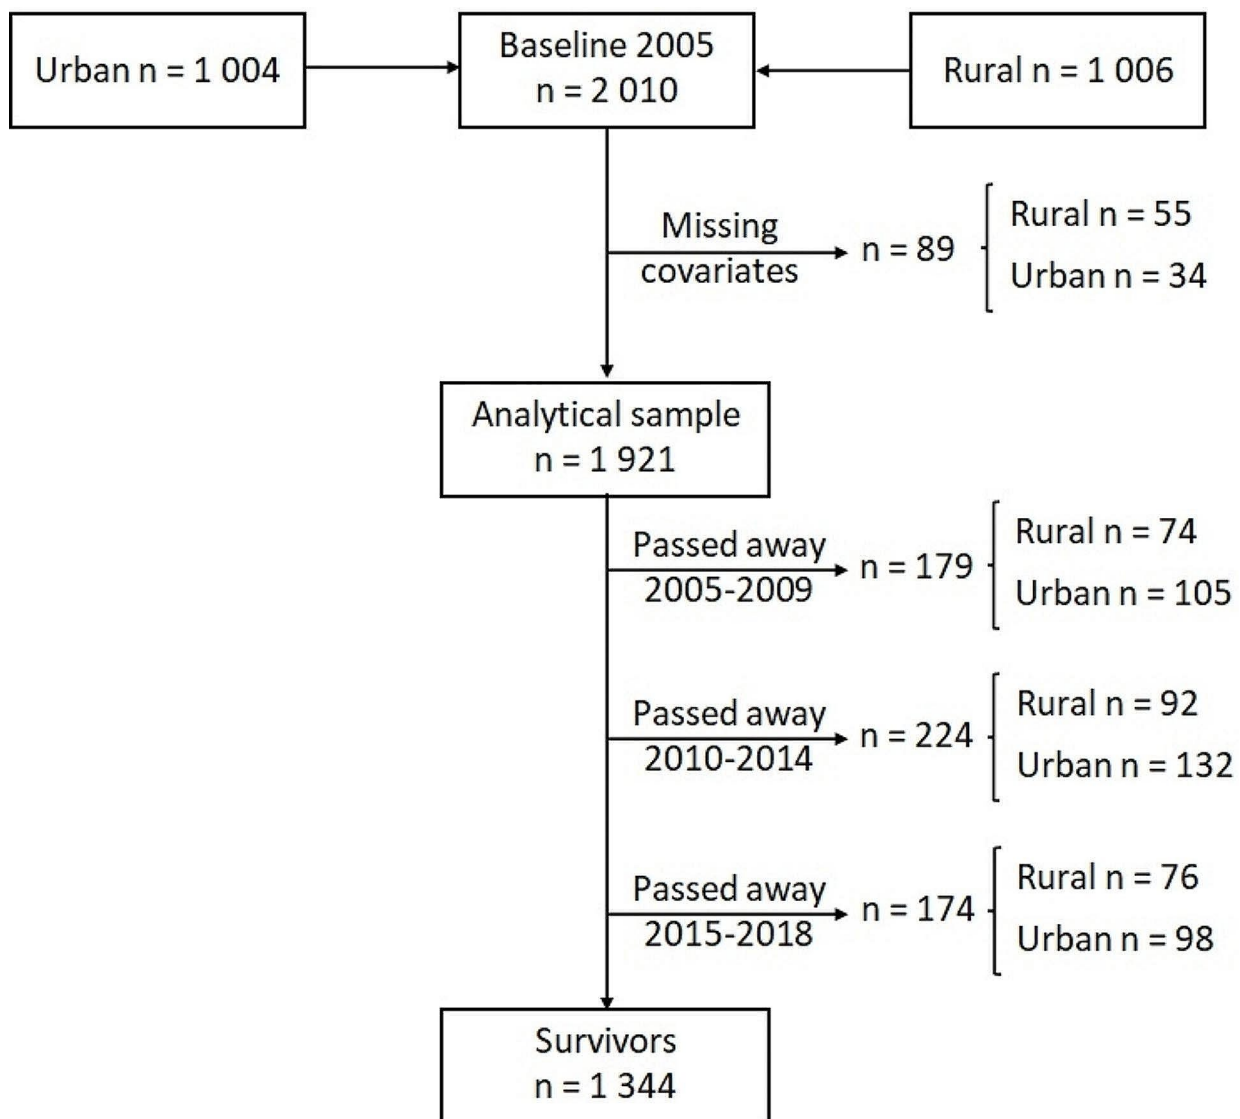 Urban n = 1 004
Baseline 2005
n = 2 010
Rural n = 1 006
Missing
covariates
n = 89
Rural n = 55
Urban n = 34
Analytical sample
n = 1 921
Passed away
2005-2009
n = 179
Rural n = 74
Urban n = 105
Passed away
2010-2014
n = 224
Rural n = 92
Urban n = 132
Passed away
2015-2018
n = 174
Rural n = 76
Urban n = 98
Survivors
n = 1 344